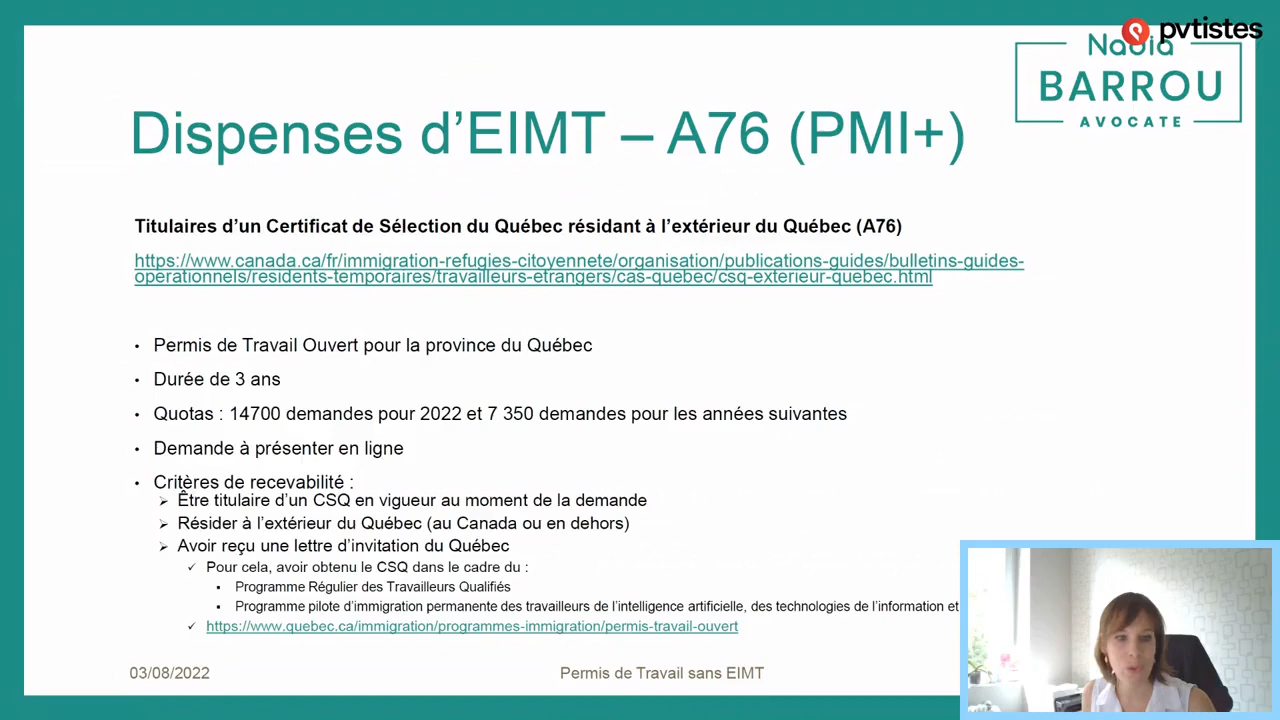 pvtistes
Nadia
BARROU
AVOCATE
Dispenses d’EIMT – A76 (PMI+)
Titulaires d’un Certificat de Sélection du Québec résidant à l’extérieur du Québec (A76)
https://www.canada.ca/fr/immigration-refugies-citoyennete/organisation/publications-guides/bulletins-guides-
operationnels/residents-temporaires/travailleurs-etrangers/cas-quebec/csq-exterieur-quebec.html
• Permis de Travail Ouvert pour la province du Québec
• Durée de 3 ans
• Quotas : 14700 demandes pour 2022 et 7 350 demandes pour les années suivantes
• Demande à présenter en ligne
• Critères de recevabilité :
➢ Être titulaire d’un CSQ en vigueur au moment de la demande
➢ Résider à l’extérieur du Québec (au Canada ou en dehors)
➢ Avoir reçu une lettre d’invitation du Québec
✓ Pour cela, avoir obtenu le CSQ dans le cadre du :
▪ Programme Régulier des Travailleurs Qualifiés
▪ Programme pilote d’immigration permanente des travailleurs de l’intelligence artificielle, des technologies de l’information et
✓ https://www.quebec.ca/immigration/programmes-immigration/permis-travail-ouvert
03/08/2022
Permis de Travail sans EIMT